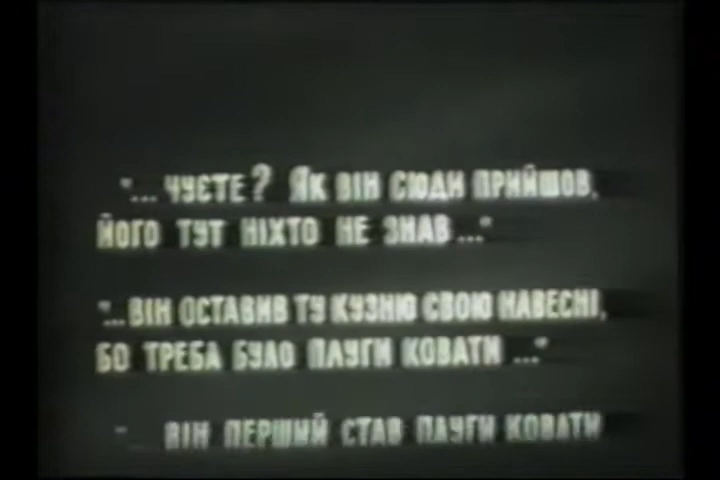 "... чуєте? Як він сюди прийшов,
його тут ніхто не знав ..."
"... він оставив ту кузню свою навесні,
бо треба було плуги ковати ..."
"... він перший став плуги ковати